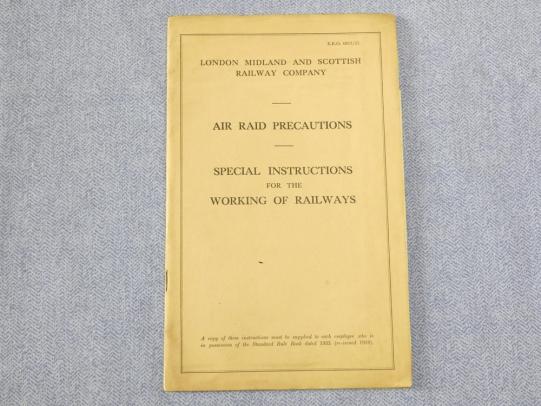 LONDON MIDLAND AND SCOTTISH
RAILWAY COMPANY
AIR RAID PRECAUTIONS
SPECIAL INSTRUCTIONS
FOR THE
WORKING OF RAILWAYS
A copy of these instructions must be supplied to each employee who is
in possession of the Standard Rule Book dated 1933 (re-issued